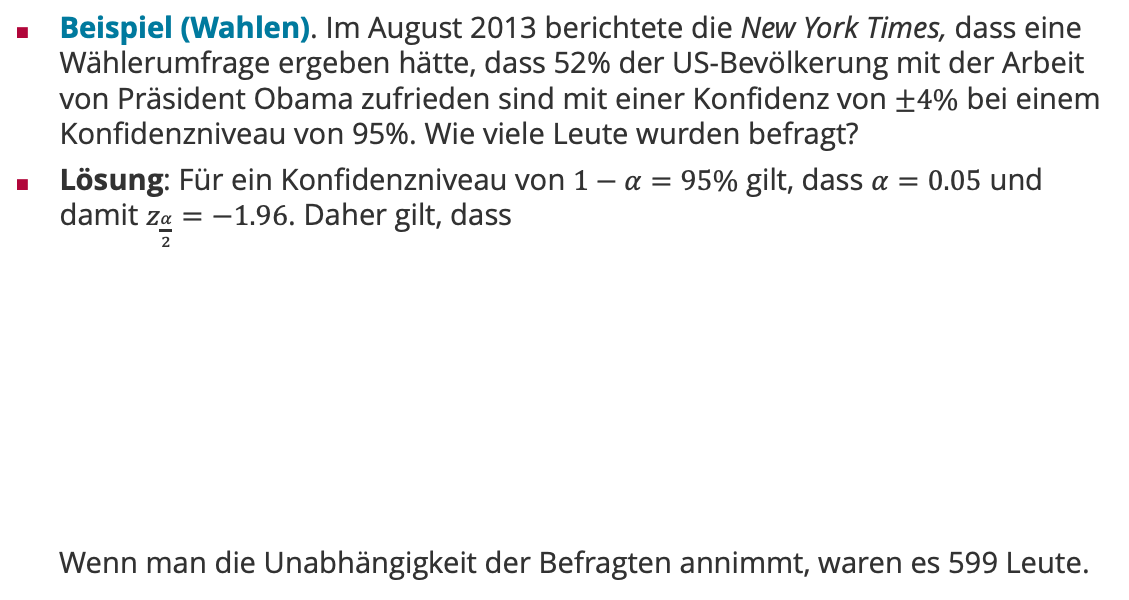 ▪ Beispiel (Wahlen). Im August 2013 berichtete die New York Times, dass eine
Wählerumfrage ergeben hätte, dass 52% der US-Bevölkerung mit der Arbeit
von Präsident Obama zufrieden sind mit einer Konfidenz von ±4% bei einem
Konfidenzniveau von 95%. Wie viele Leute wurden befragt?
▪ Lösung: Für ein Konfidenzniveau von 1 − α = 95% gilt, dass α = 0.05 und
damit z_{α/2} = −1.96. Daher gilt, dass
Wenn man die Unabhängigkeit der Befragten annimmt, waren es 599 Leute.